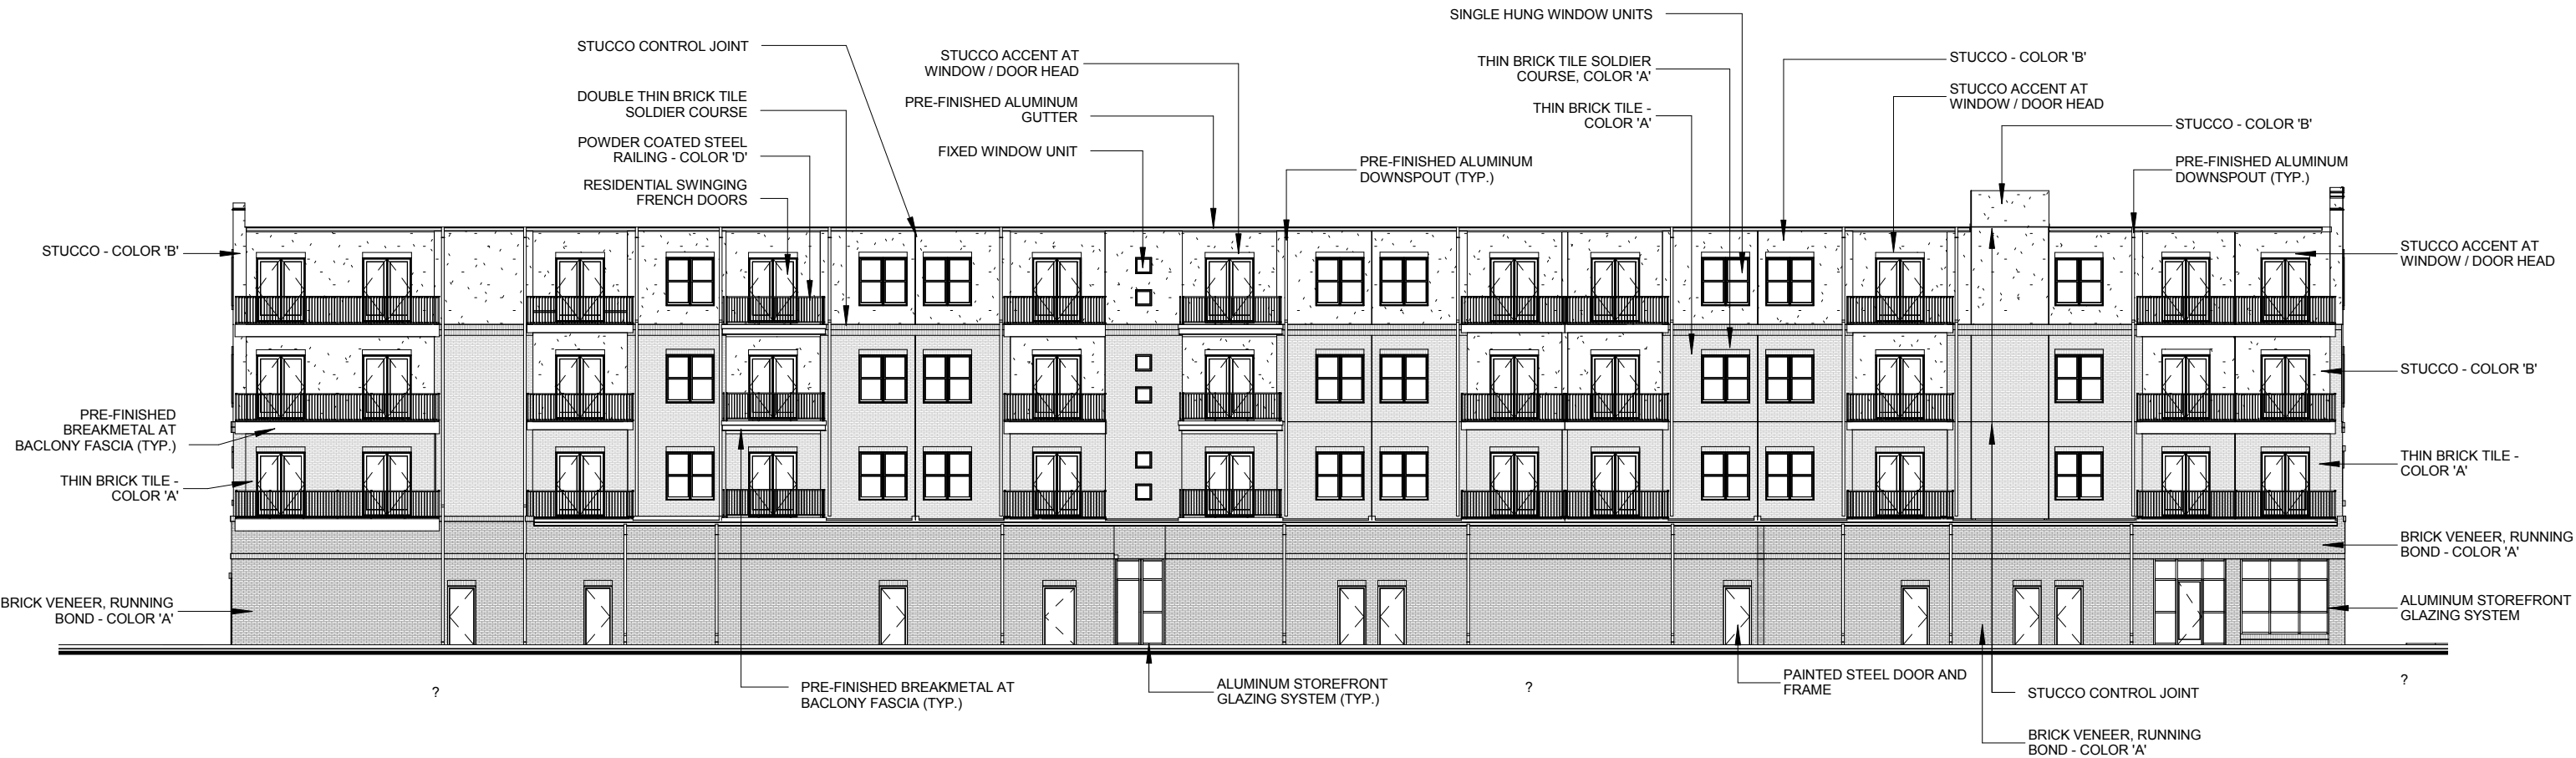 SINGLE HUNG WINDOW UNITS
STUCCO CONTROL JOINT
STUCCO ACCENT AT
WINDOW / DOOR HEAD
THIN BRICK TILE SOLDIER
COURSE, COLOR 'A'
STUCCO - COLOR 'B'
DOUBLE THIN BRICK TILE
SOLDIER COURSE
PRE-FINISHED ALUMINUM
GUTTER
THIN BRICK TILE -
COLOR 'A'
STUCCO ACCENT AT
WINDOW / DOOR HEAD
STUCCO - COLOR 'B'
POWDER COATED STEEL
RAILING - COLOR 'D'
FIXED WINDOW UNIT
PRE-FINISHED ALUMINUM
DOWNSPOUT (TYP.)
PRE-FINISHED ALUMINUM
DOWNSPOUT (TYP.)
RESIDENTIAL SWINGING
FRENCH DOORS
STUCCO - COLOR 'B'
STUCCO ACCENT AT
WINDOW / DOOR HEAD
STUCCO - COLOR 'B'
PRE-FINISHED
BREAKMETAL AT
BACLONY FASCIA (TYP.)
THIN BRICK TILE -
COLOR 'A'
THIN BRICK TILE -
COLOR 'A'
BRICK VENEER, RUNNING
BOND - COLOR 'A'
BRICK VENEER, RUNNING
BOND - COLOR 'A'
ALUMINUM STOREFRONT
GLAZING SYSTEM
?
PRE-FINISHED BREAKMETAL AT
BACLONY FASCIA (TYP.)
ALUMINUM STOREFRONT
GLAZING SYSTEM (TYP.)
?
PAINTED STEEL DOOR AND
FRAME
STUCCO CONTROL JOINT
?
BRICK VENEER, RUNNING
BOND - COLOR 'A'